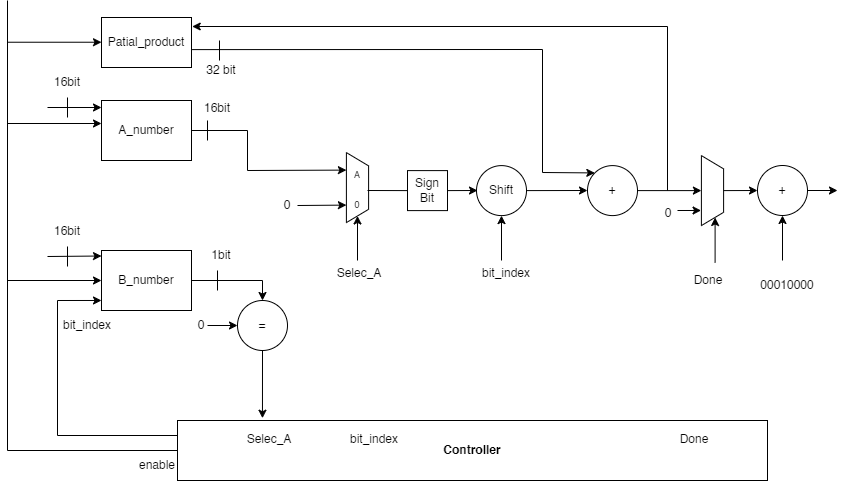 Patial_product
32 bit
16bit
A_number
16bit
A
0
0
Sign
Bit
Shift
+
0
+
Selec_A
bit_index
Done
00010000
16bit
B_number
1bit
bit_index
0
=
Selec_A
bit_index
Done
Controller
enable